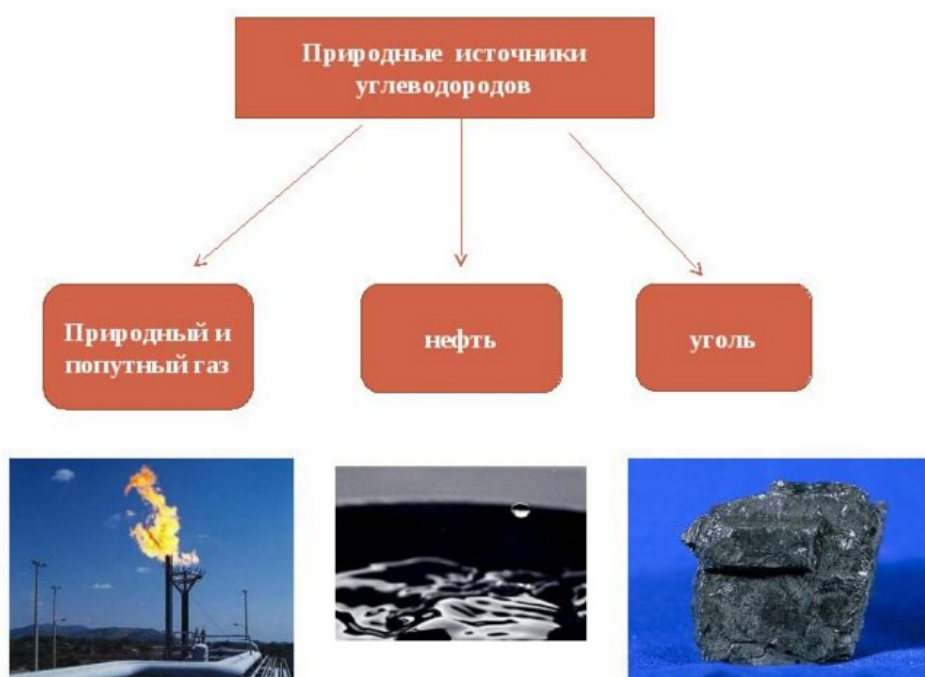 Природные источники
углеводородов
Природный и
попутный газ
нефть
уголь